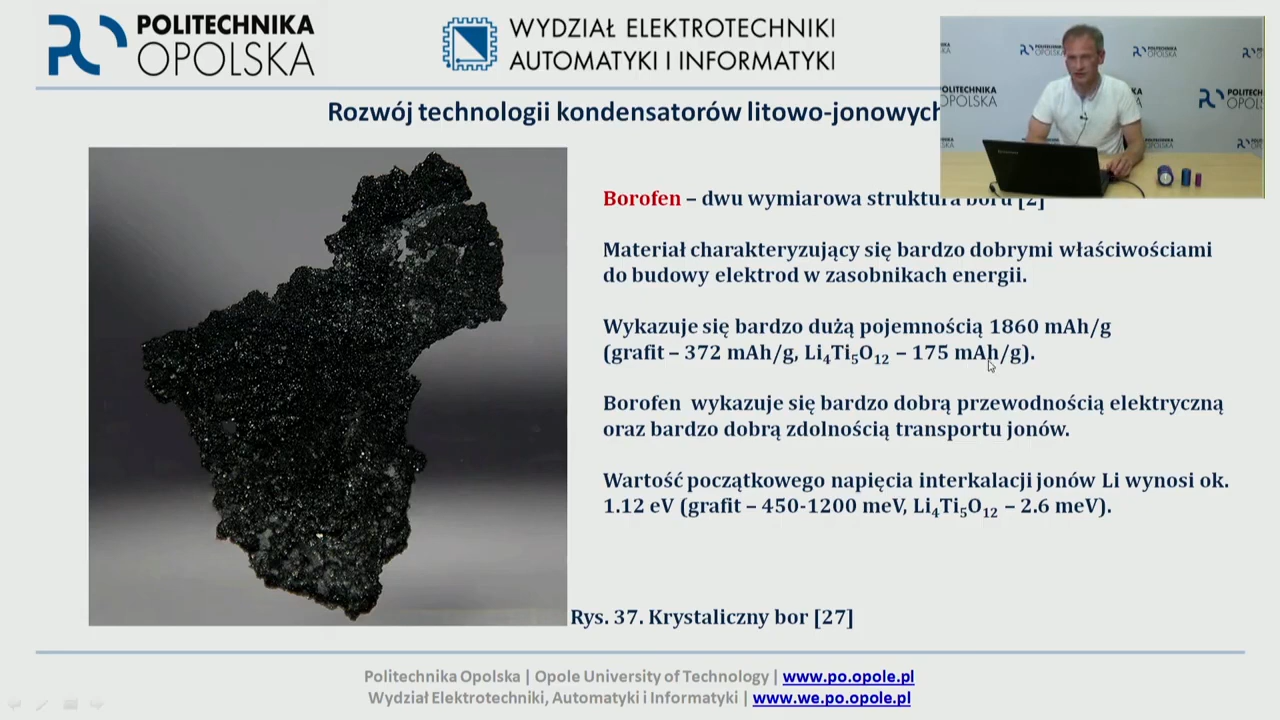 POLITECHNIKA
OPOLSKA
WYDZIAŁ ELEKTROTECHNIKI
AUTOMATYKI I INFORMATYKI
Rozwój technologii kondensatorów litowo-jonowych
Borofen – dwu wymiarowa struktura boru [2]
Materiał charakteryzujący się bardzo dobrymi właściwościami
do budowy elektrod w zasobnikach energii.
Wykazuje się bardzo dużą pojemnością 1860 mAh/g
(grafit – 372 mAh/g, Li₄Ti₅O₁₂ – 175 mAh/g).
Borofen wykazuje się bardzo dobrą przewodnością elektryczną
oraz bardzo dobrą zdolnością transportu jonów.
Wartość początkowego napięcia interkalacji jonów Li wynosi ok.
1.12 eV (grafit – 450-1200 meV, Li₄Ti₅O₁₂ – 2.6 meV).
Rys. 37. Krystaliczny bor [27]
Politechnika Opolska | Opole University of Technology | www.po.opole.pl
Wydział Elektrotechniki, Automatyki i Informatyki | www.we.po.opole.pl